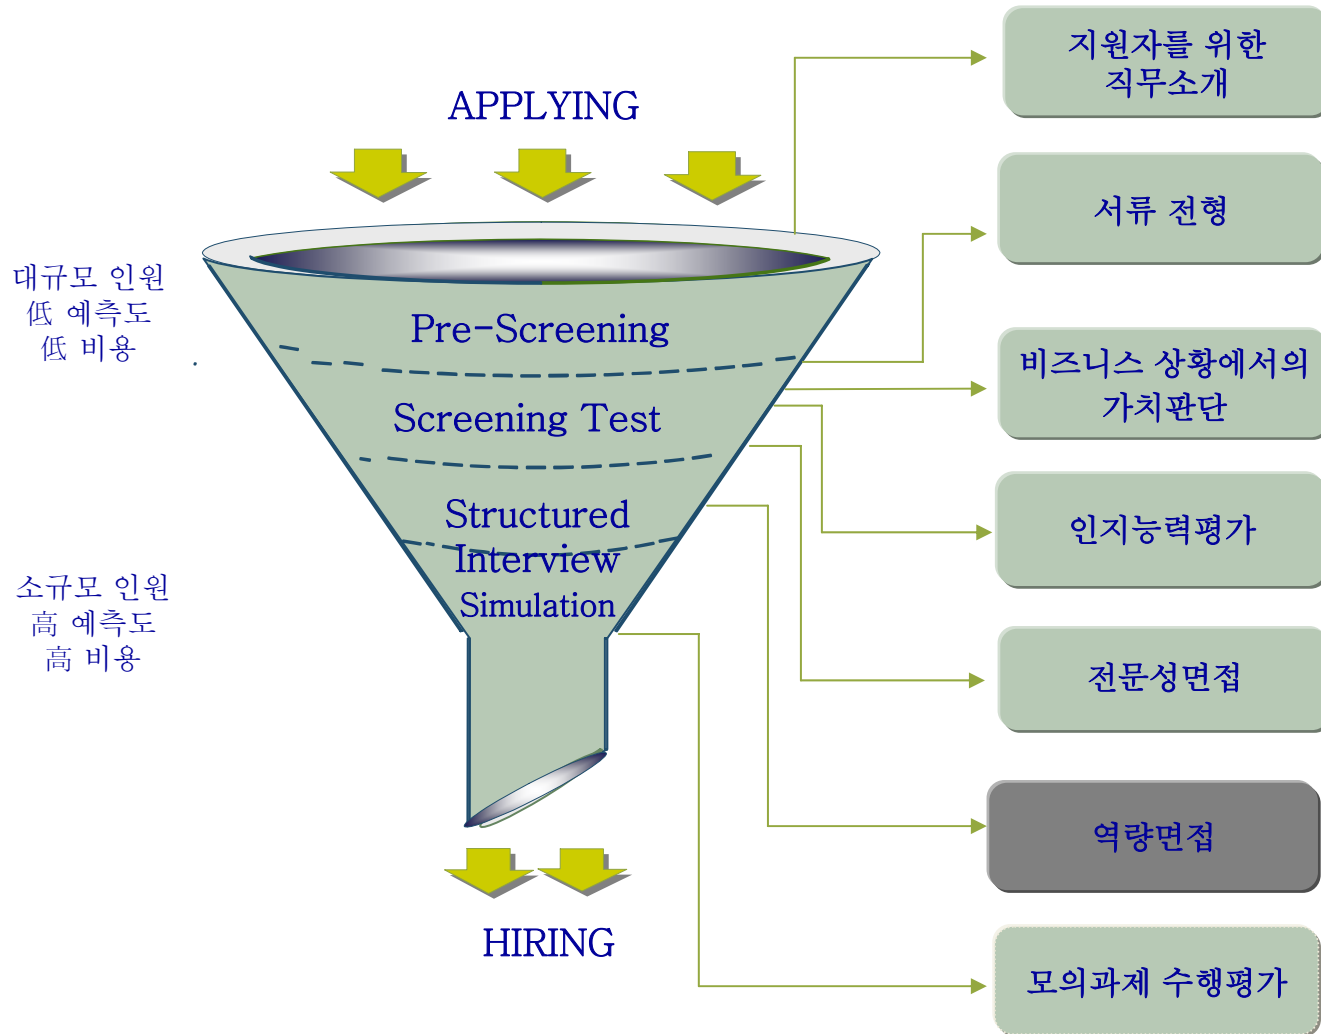 APPLYING
대규모 인원
低 예측도
低 비용
Pre-Screening
Screening Test
Structured
Interview
Simulation
소규모 인원
高 예측도
高 비용
HIRING
지원자를 위한
직무소개
서류 전형
비즈니스 상황에서의
가치판단
인지능력평가
전문성면접
역량면접
모의과제 수행평가